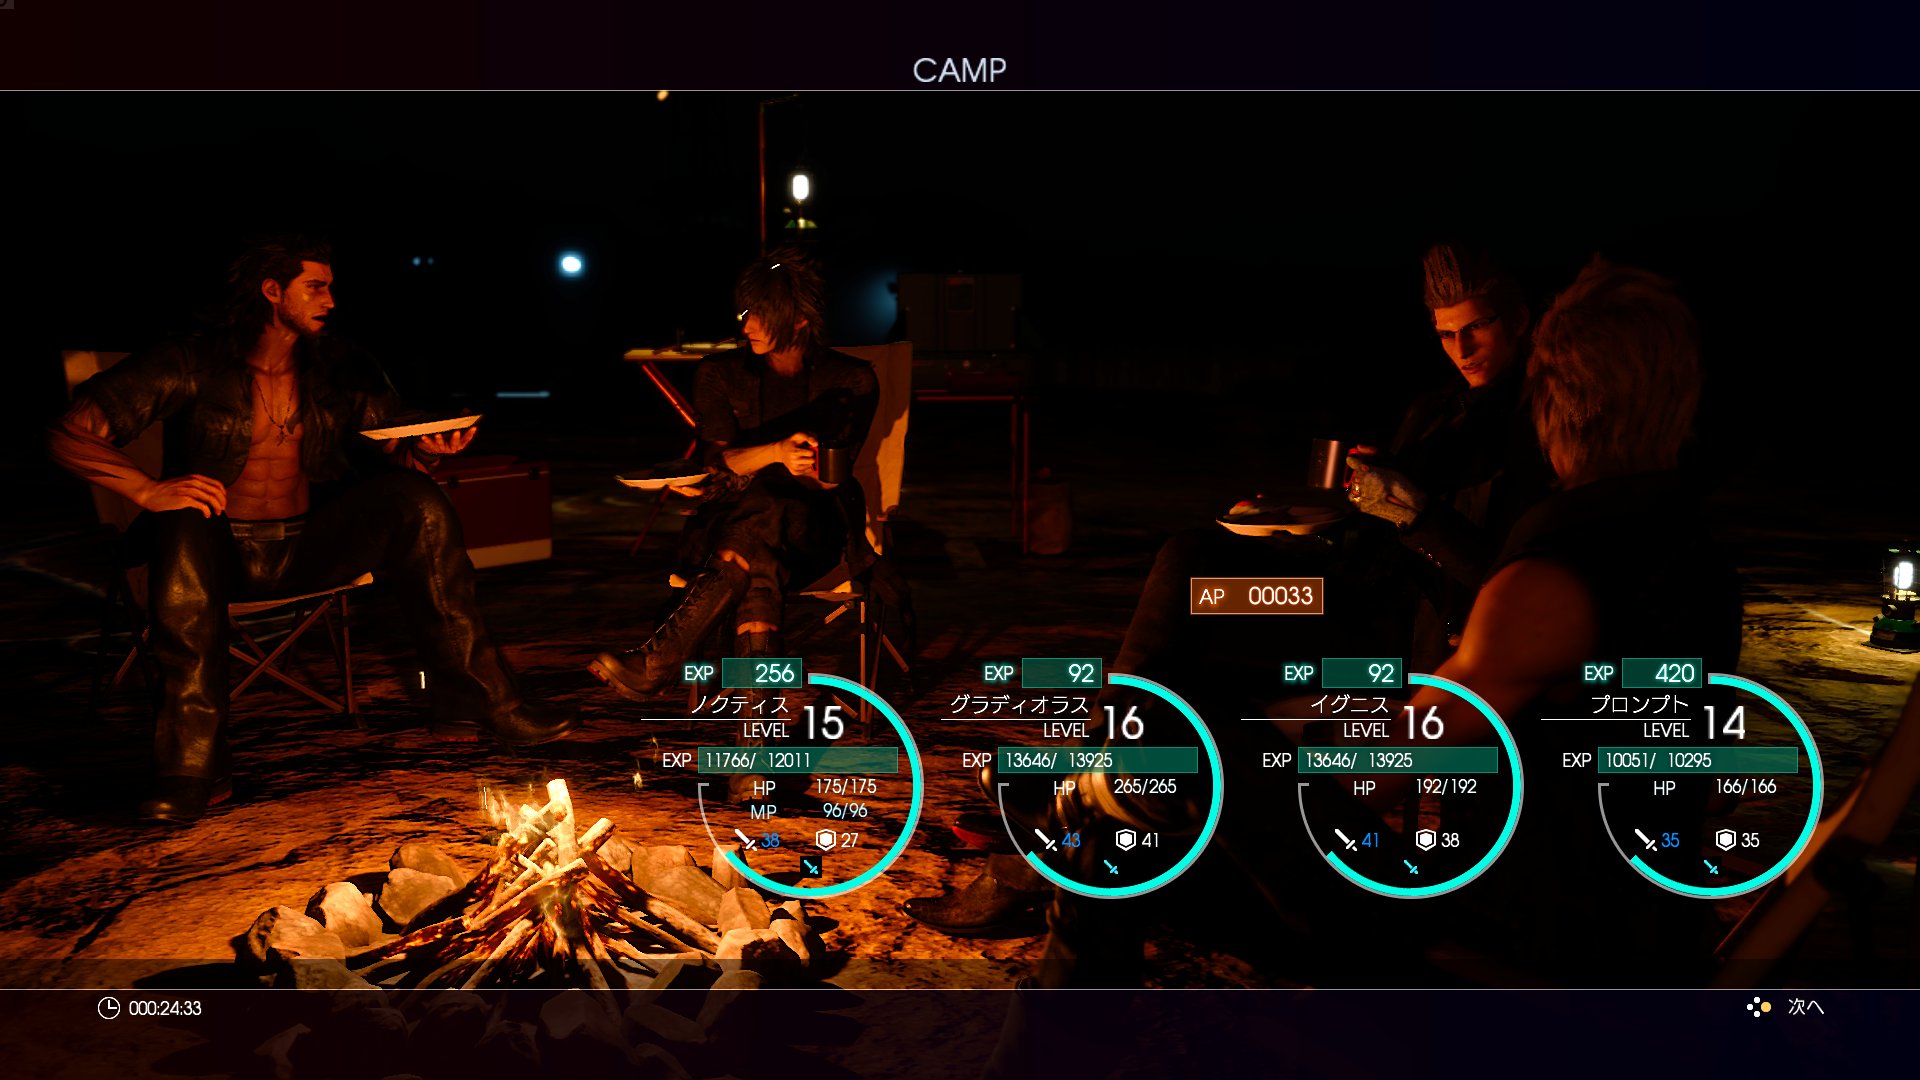 CAMP
AP 00033
EXP 256
ノクティス
LEVEL 15
EXP 11766/ 12011
HP 175/175
MP 96/96
38 27
EXP 92
グラディオラス
LEVEL 16
EXP 13646/ 13925
HP 265/265
43 41
EXP 92
イグニス
LEVEL 16
EXP 13646/ 13925
HP 192/192
41 38
EXP 420
プロンプト
LEVEL 14
EXP 10051/ 10295
HP 166/166
35 35
000:24:33
次へ